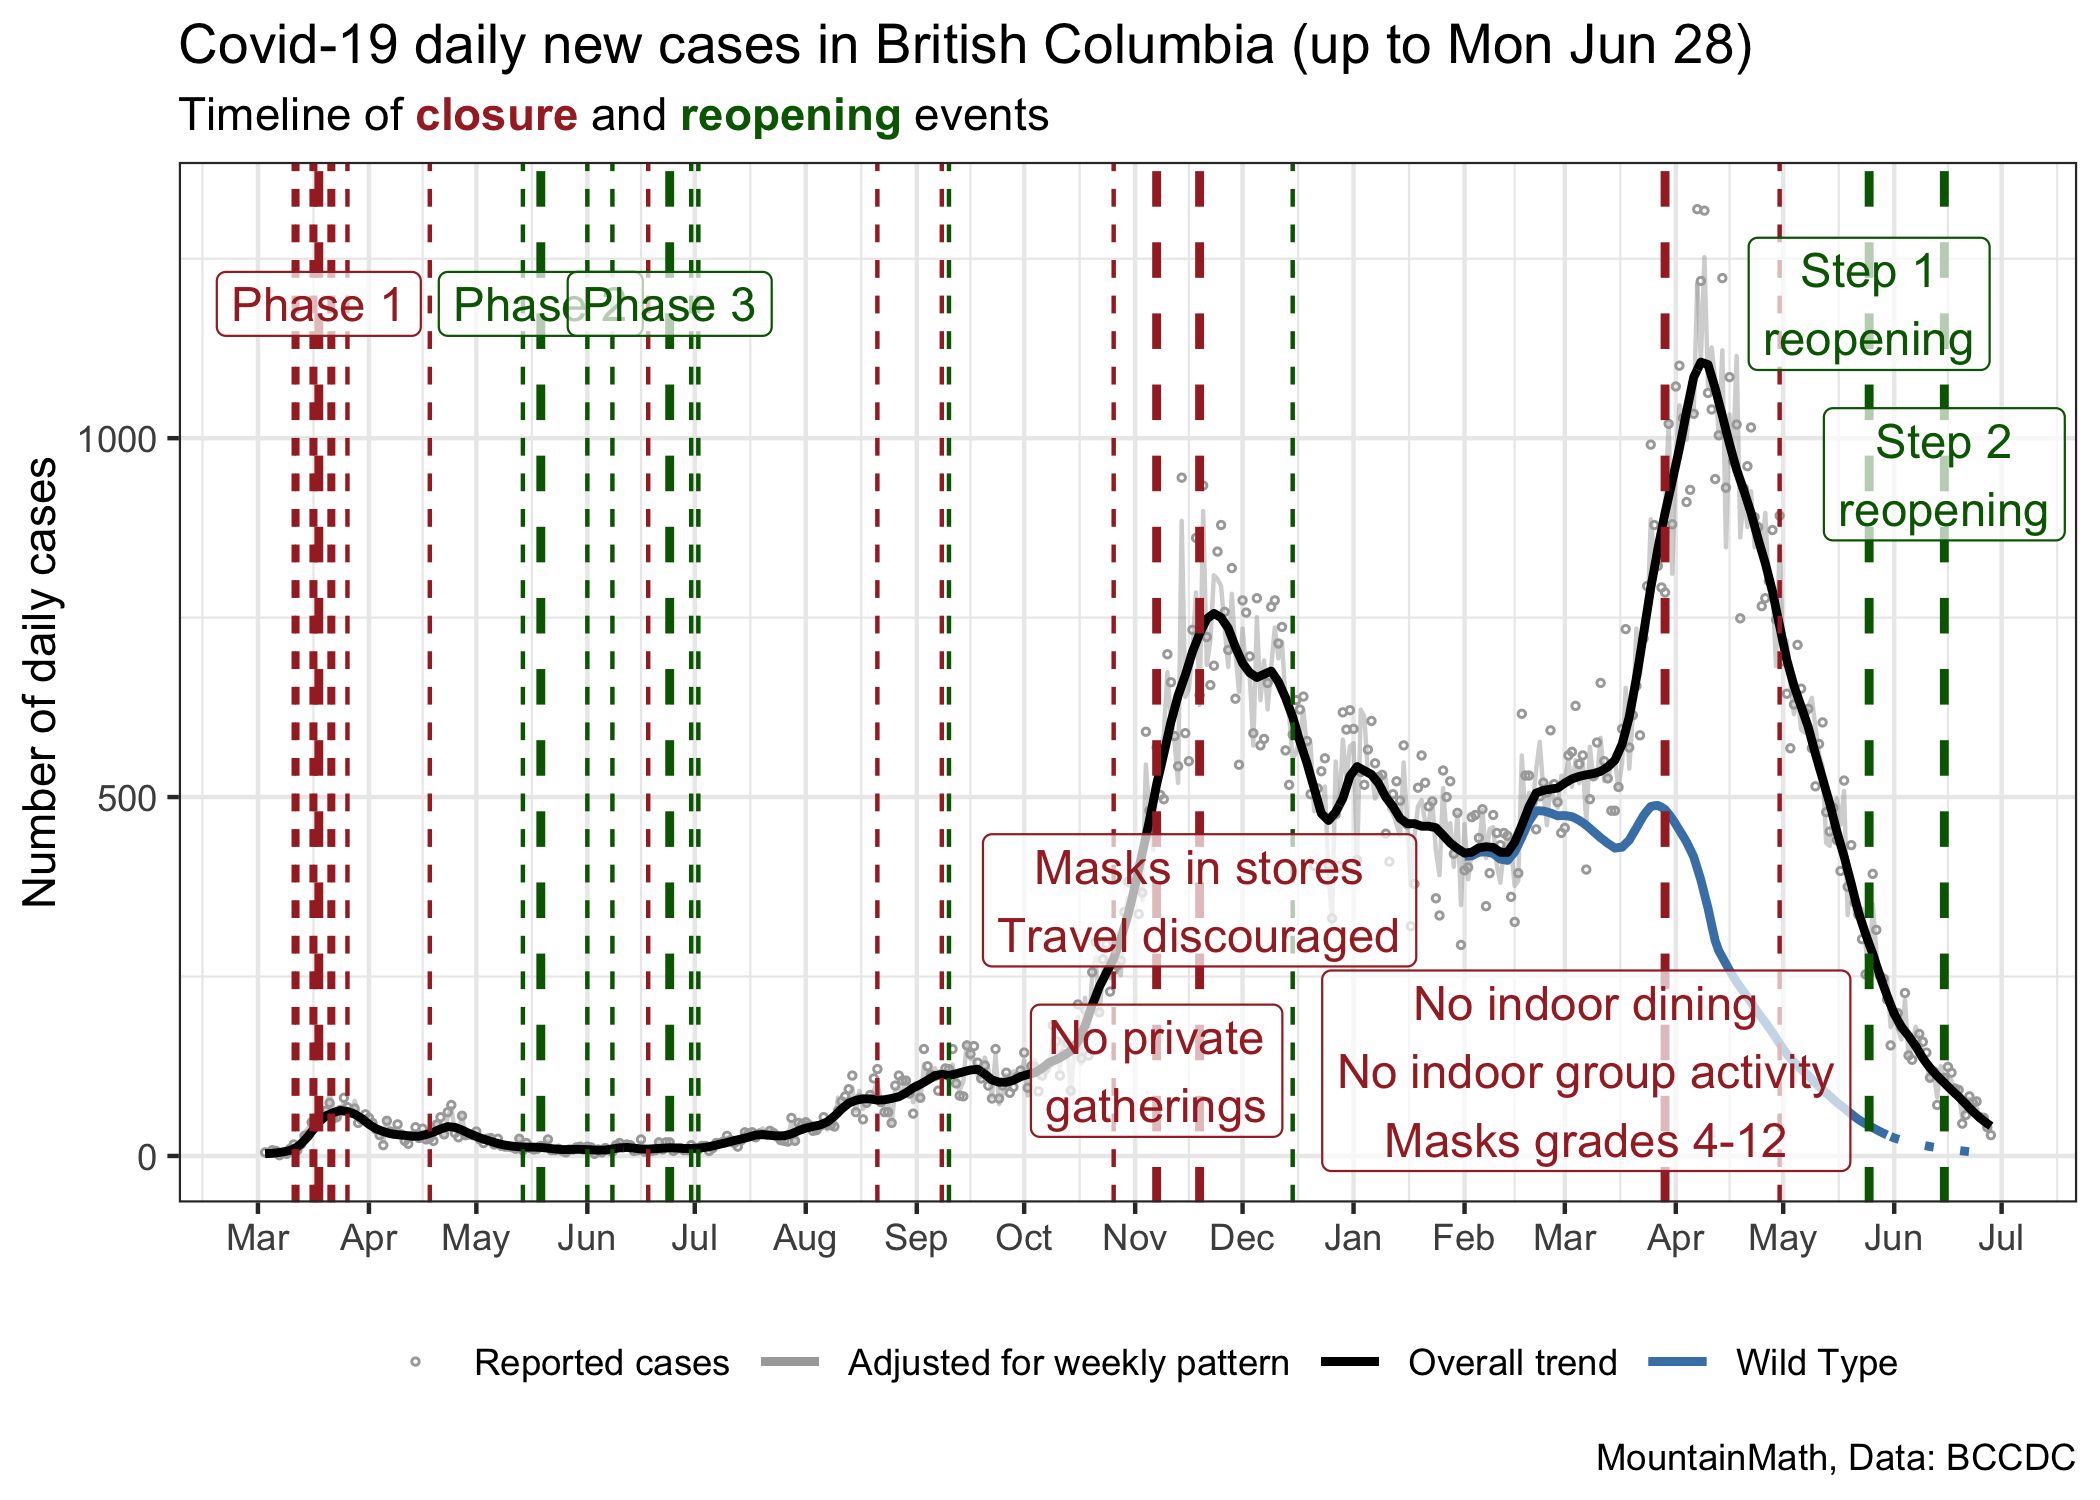 Covid-19 daily new cases in British Columbia (up to Mon Jun 28)
Timeline of closure and reopening events
Number of daily cases
1000
500
0
Phase 1
Phase 2
Phase 3
Masks in stores
Travel discouraged
No private
gatherings
No indoor dining
No indoor group activity
Masks grades 4-12
Step 1
reopening
Step 2
reopening
Mar Apr May Jun Jul Aug Sep Oct Nov Dec Jan Feb Mar Apr May Jun Jul
Reported cases Adjusted for weekly pattern Overall trend Wild Type
MountainMath, Data: BCCDC